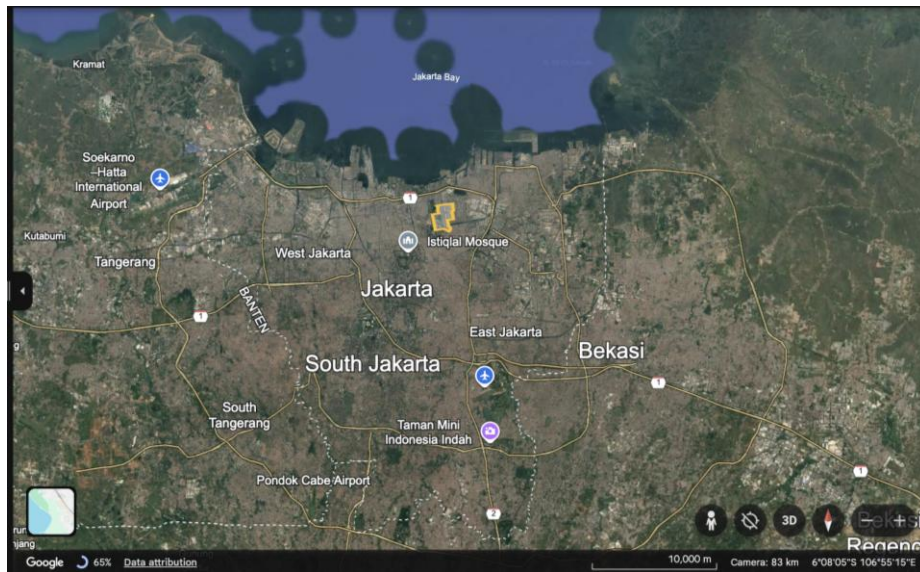 Kramat
Jakarta Bay
Soekarno
–Hatta
International
Airport
1
Kutabumi
Istiqlal Mosque
West Jakarta
Tangerang
Jakarta
BANTEN
1
East Jakarta
Bekasi
South Jakarta
1
South
Tangerang
Taman Mini
Indonesia Indah
Pondok Cabe Airport
1
2
3D
Bekasi
Regend
Google
65%
Data attribution
10,000 m
Camera: 83 km
6°08'05"S 106°55'15"E